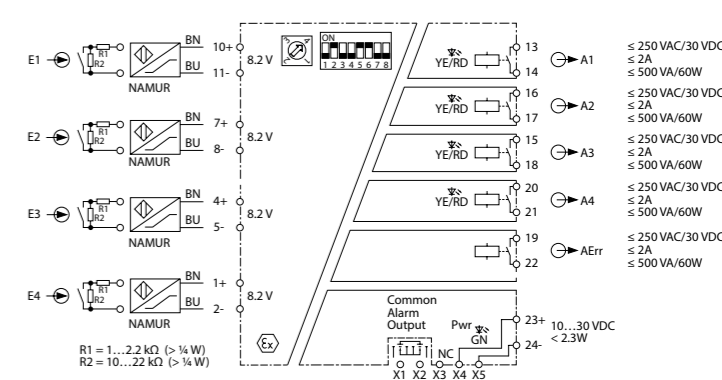 E1
R1
R2
NAMUR
BN
BU
10+
11-
8.2 V
E2
R1
R2
NAMUR
BN
BU
7+
8-
8.2 V
E3
R1
R2
NAMUR
BN
BU
4+
5-
8.2 V
E4
R1
R2
NAMUR
BN
BU
1+
2-
8.2 V
R1 = 1…2.2 kΩ (> ¼ W)
R2 = 10…22 kΩ (> ¼ W)
ON
1 2 3 4 5 6 7 8
YE/RD
13
14
A1
≤ 250 VAC/30 VDC
≤ 2A
≤ 500 VA/60W
YE/RD
16
17
A2
≤ 250 VAC/30 VDC
≤ 2A
≤ 500 VA/60W
YE/RD
15
18
A3
≤ 250 VAC/30 VDC
≤ 2A
≤ 500 VA/60W
YE/RD
20
21
A4
≤ 250 VAC/30 VDC
≤ 2A
≤ 500 VA/60W
19
22
AErr
≤ 250 VAC/30 VDC
≤ 2A
≤ 500 VA/60W
Ex
Common
Alarm
Output
Pwr
GN
NC
X1 X2 X3 X4 X5
23+
24-
10…30 VDC
< 2.3W